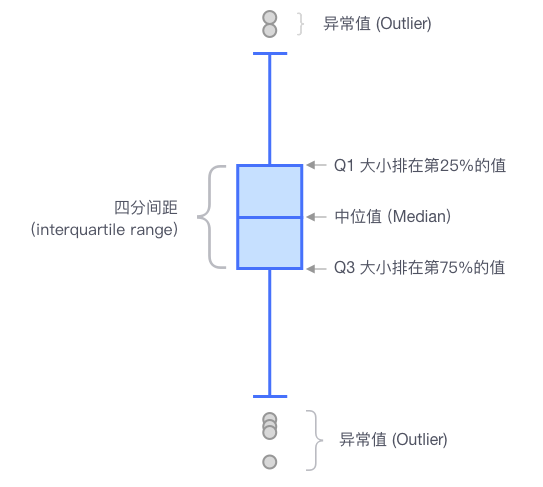 异常值 (Outlier)
Q1 大小排在第25%的值
四分间距
(interquartile range)
中位值 (Median)
Q3 大小排在第75%的值
异常值 (Outlier)